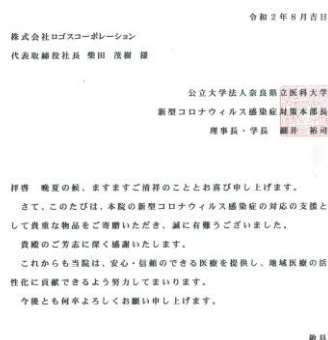 令和２年８月吉日
株式会社ロゴスコーポレーション
代表取締役社長 柴田 茂樹 様
公立大学法人奈良県立医科大学
新型コロナウィルス感染症対策本部長
理事長・学長 細井 裕司
拝啓 晩夏の候、ますますご清祥のこととお喜び申し上げます。
さて、このたびは、本院の新型コロナウィルス感染症の対応の支援と
して貴重な物品をご寄贈いただき、誠に有難うございました。
貴殿のご芳志に深く感謝いたします。
これからも当院は、安心・信頼のできる医療を提供し、地域医療の活
性化に貢献できるよう努力してまいります。
今後とも何卒よろしくお願い申し上げます。
敬具